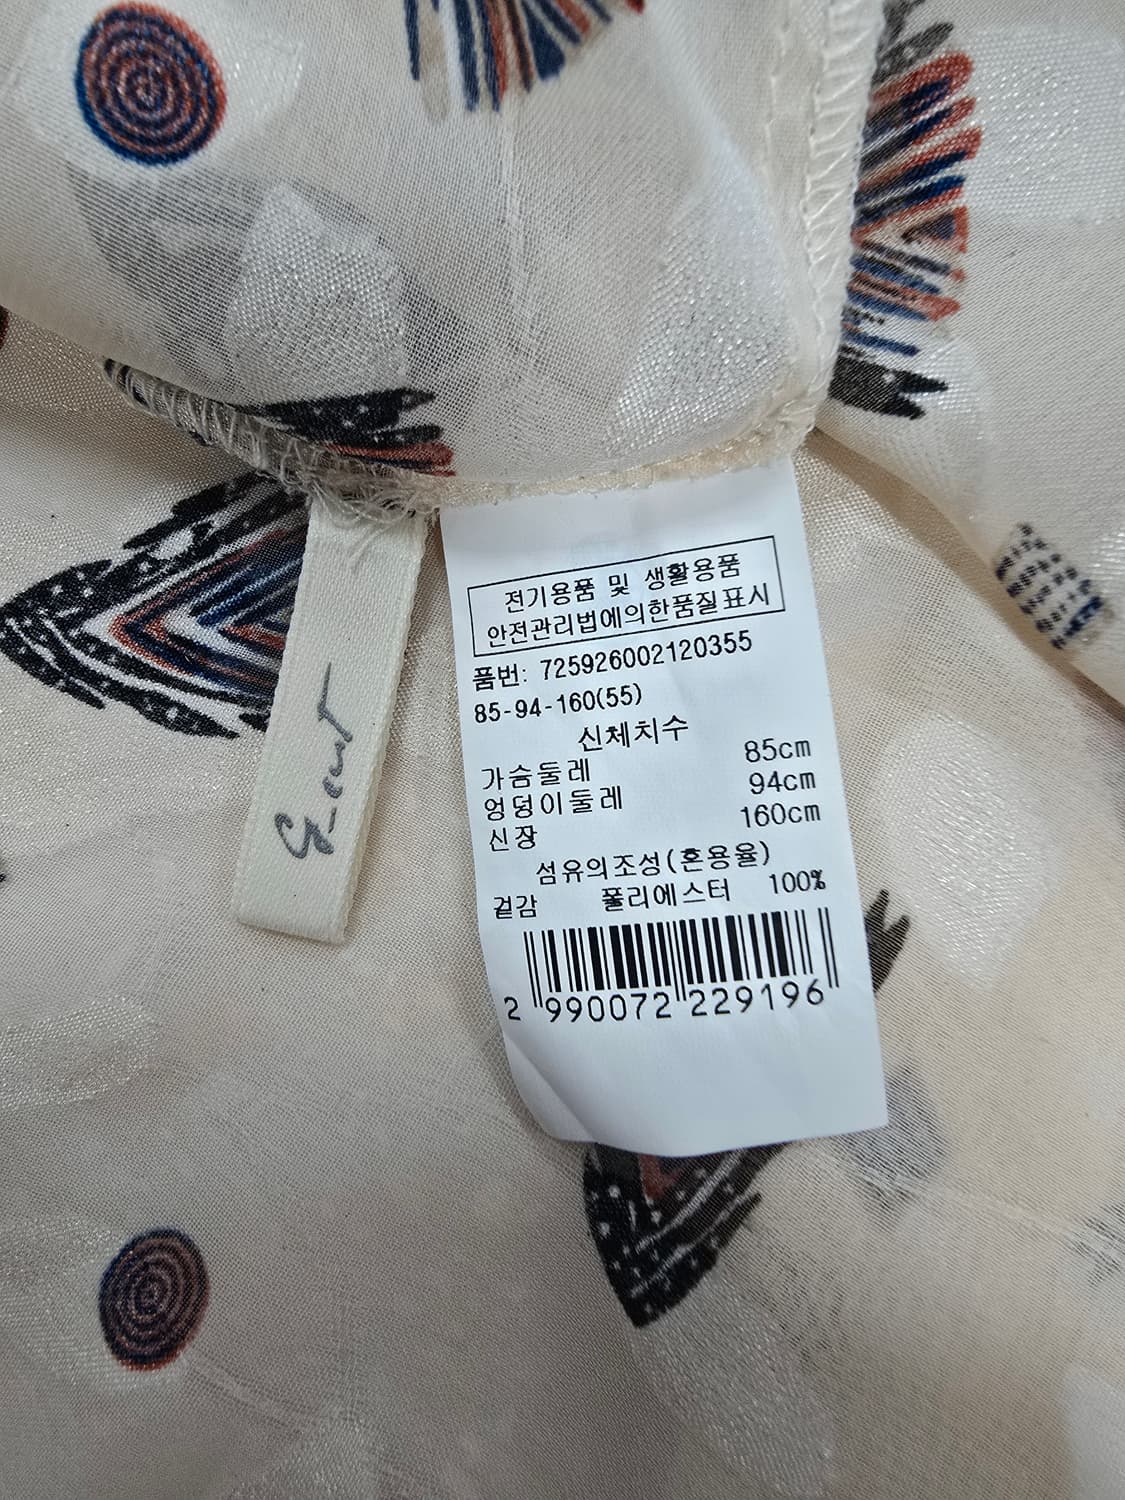 전기용품 및 생활용품
안전관리법에의한품질표시
품번: 725926002120355
85-94-160(55)
신체치수
가슴둘레 85cm
엉덩이둘레 94cm
신장 160cm
섬유의조성(혼용율)
겉감 폴리에스터 100%
2 990072 229196